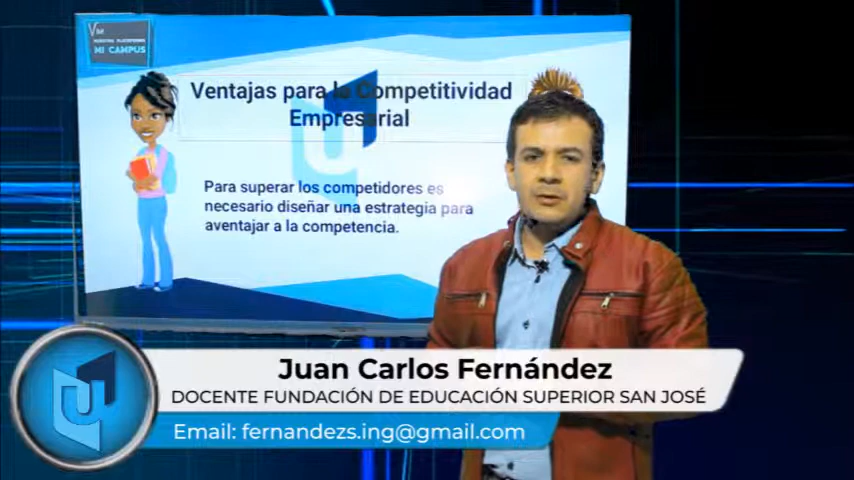 MI CAMPUS
Ventajas para la Competitividad
Empresarial
Para superar los competidores es
necesario diseñar una estrategia para
aventajar a la competencia.
Juan Carlos Fernández
DOCENTE FUNDACIÓN DE EDUCACIÓN SUPERIOR SAN JOSÉ
Email: fernandezs.ing@gmail.com